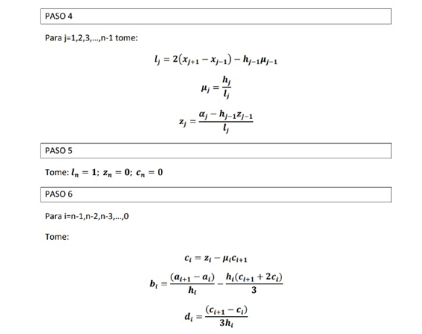 PASO 4
Para j=1,2,3,...,n-1 tome:
l_j = 2(x_{j+1} − x_{j−1}) − h_{j−1}μ_{j−1}
μ_j = h_j / l_j
z_j = (α_j − h_{j−1}z_{j−1}) / l_j
PASO 5
Tome: l_n = 1; z_n = 0; c_n = 0
PASO 6
Para i=n-1,n-2,n-3,...,0
Tome:
c_i = z_i − μ_i c_{i+1}
b_i = (a_{i+1} − a_i) / h_i − h_i(c_{i+1} + 2c_i) / 3
d_i = (c_{i+1} − c_i) / 3h_i